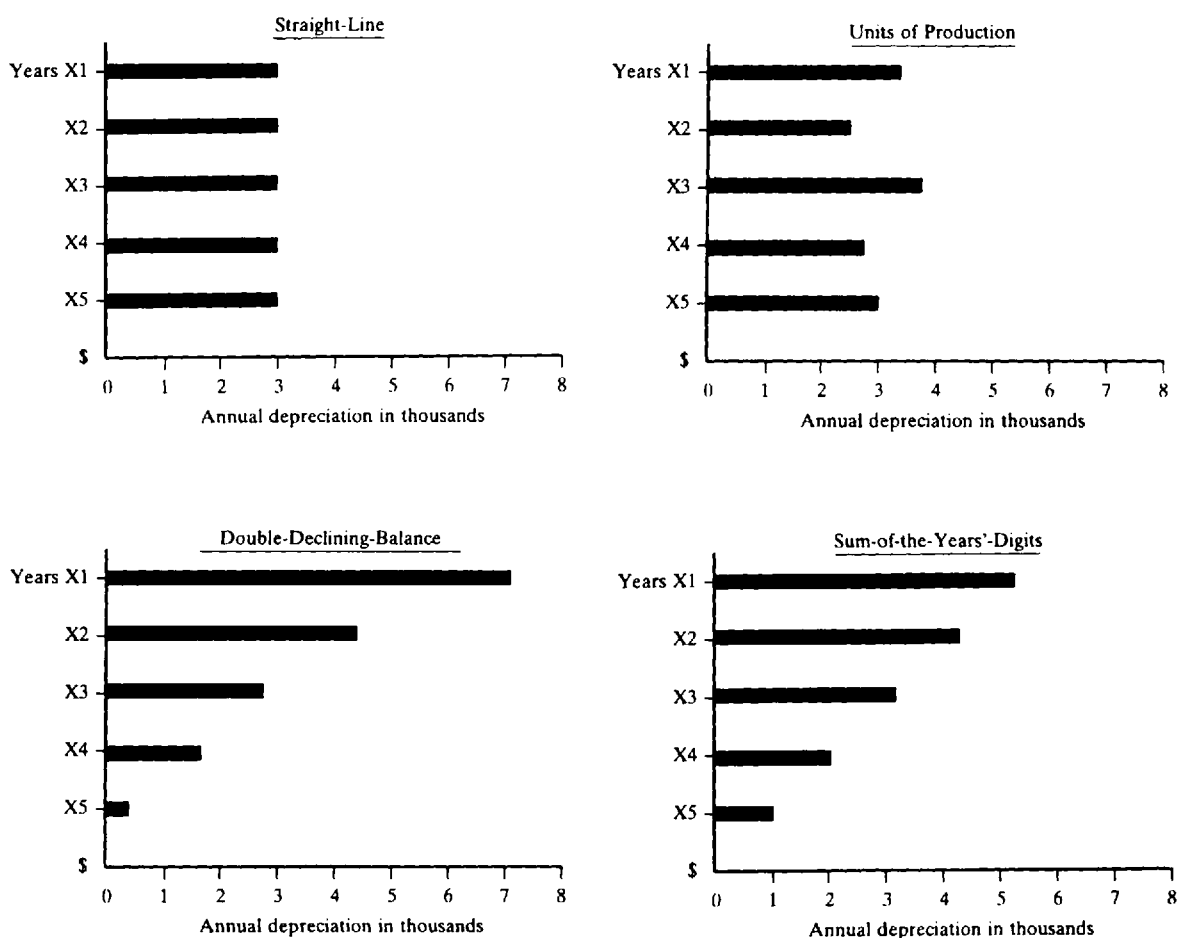 Straight-Line
Years X1
X2
X3
X4
X5
$
0 1 2 3 4 5 6 7 8
Annual depreciation in thousands
Units of Production
Years X1
X2
X3
X4
X5
$
0 1 2 3 4 5 6 7 8
Annual depreciation in thousands
Double-Declining-Balance
Years X1
X2
X3
X4
X5
$
0 1 2 3 4 5 6 7 8
Annual depreciation in thousands
Sum-of-the-Years'-Digits
Years X1
X2
X3
X4
X5
$
0 1 2 3 4 5 6 7 8
Annual depreciation in thousands